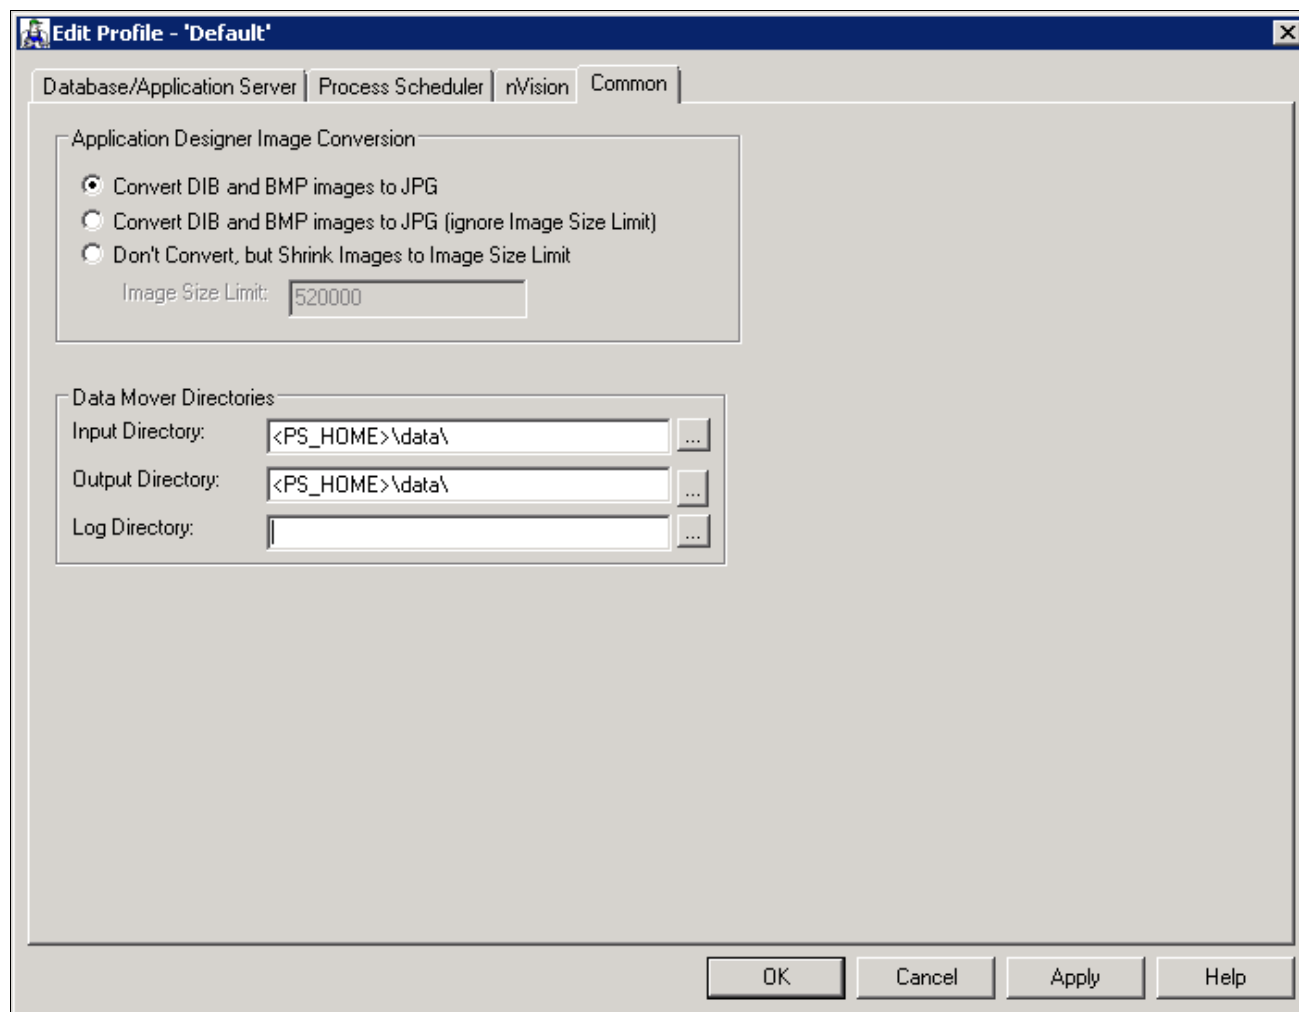 Edit Profile - 'Default'
Database/Application Server Process Scheduler nVision Common
Application Designer Image Conversion
Convert DIB and BMP images to JPG
Convert DIB and BMP images to JPG (ignore Image Size Limit)
Don't Convert, but Shrink Images to Image Size Limit
Image Size Limit: 520000
Data Mover Directories
Input Directory: <PS_HOME>\data\ ...
Output Directory: <PS_HOME>\data\ ...
Log Directory: ...
OK Cancel Apply Help